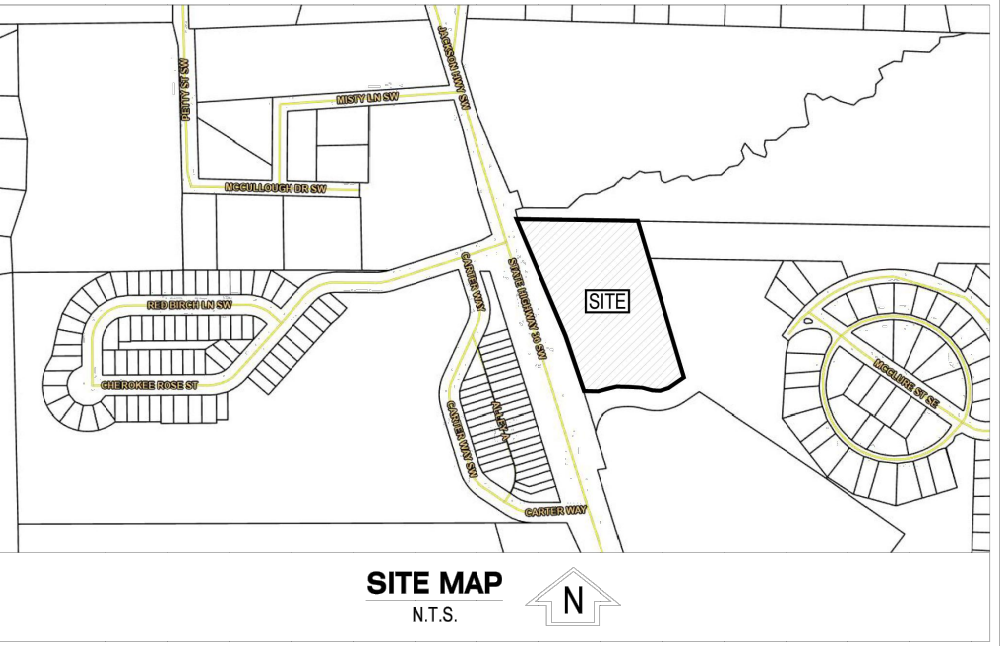 JACKSON HWY SW
PETTY ST SW
MISTY LN SW
MCCULLOUGH DR SW
CARTER WAY
STATE HIGHWAY 36 SW
RED BIRCH LN SW
SITE
CHEROKEE ROSE ST
MCCLURE ST SE
ALLEY A
CARTER WAY SW
CARTER WAY
SITE MAP
N.T.S.
N